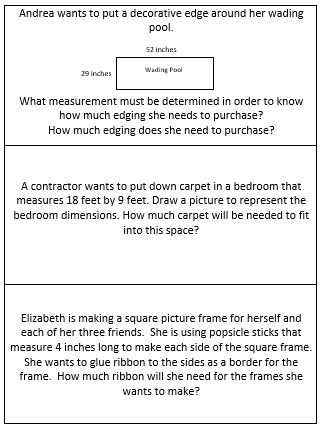 Andrea wants to put a decorative edge around her wading
pool.
52 inches
29 inches
Wading Pool
What measurement must be determined in order to know
how much edging she needs to purchase?
How much edging does she need to purchase?
A contractor wants to put down carpet in a bedroom that
measures 18 feet by 9 feet. Draw a picture to represent the
bedroom dimensions. How much carpet will be needed to fit
into this space?
Elizabeth is making a square picture frame for herself and
each of her three friends. She is using popsicle sticks that
measure 4 inches long to make each side of the square frame.
She wants to glue ribbon to the sides as a border for the
frame. How much ribbon will she need for the frames she
wants to make?